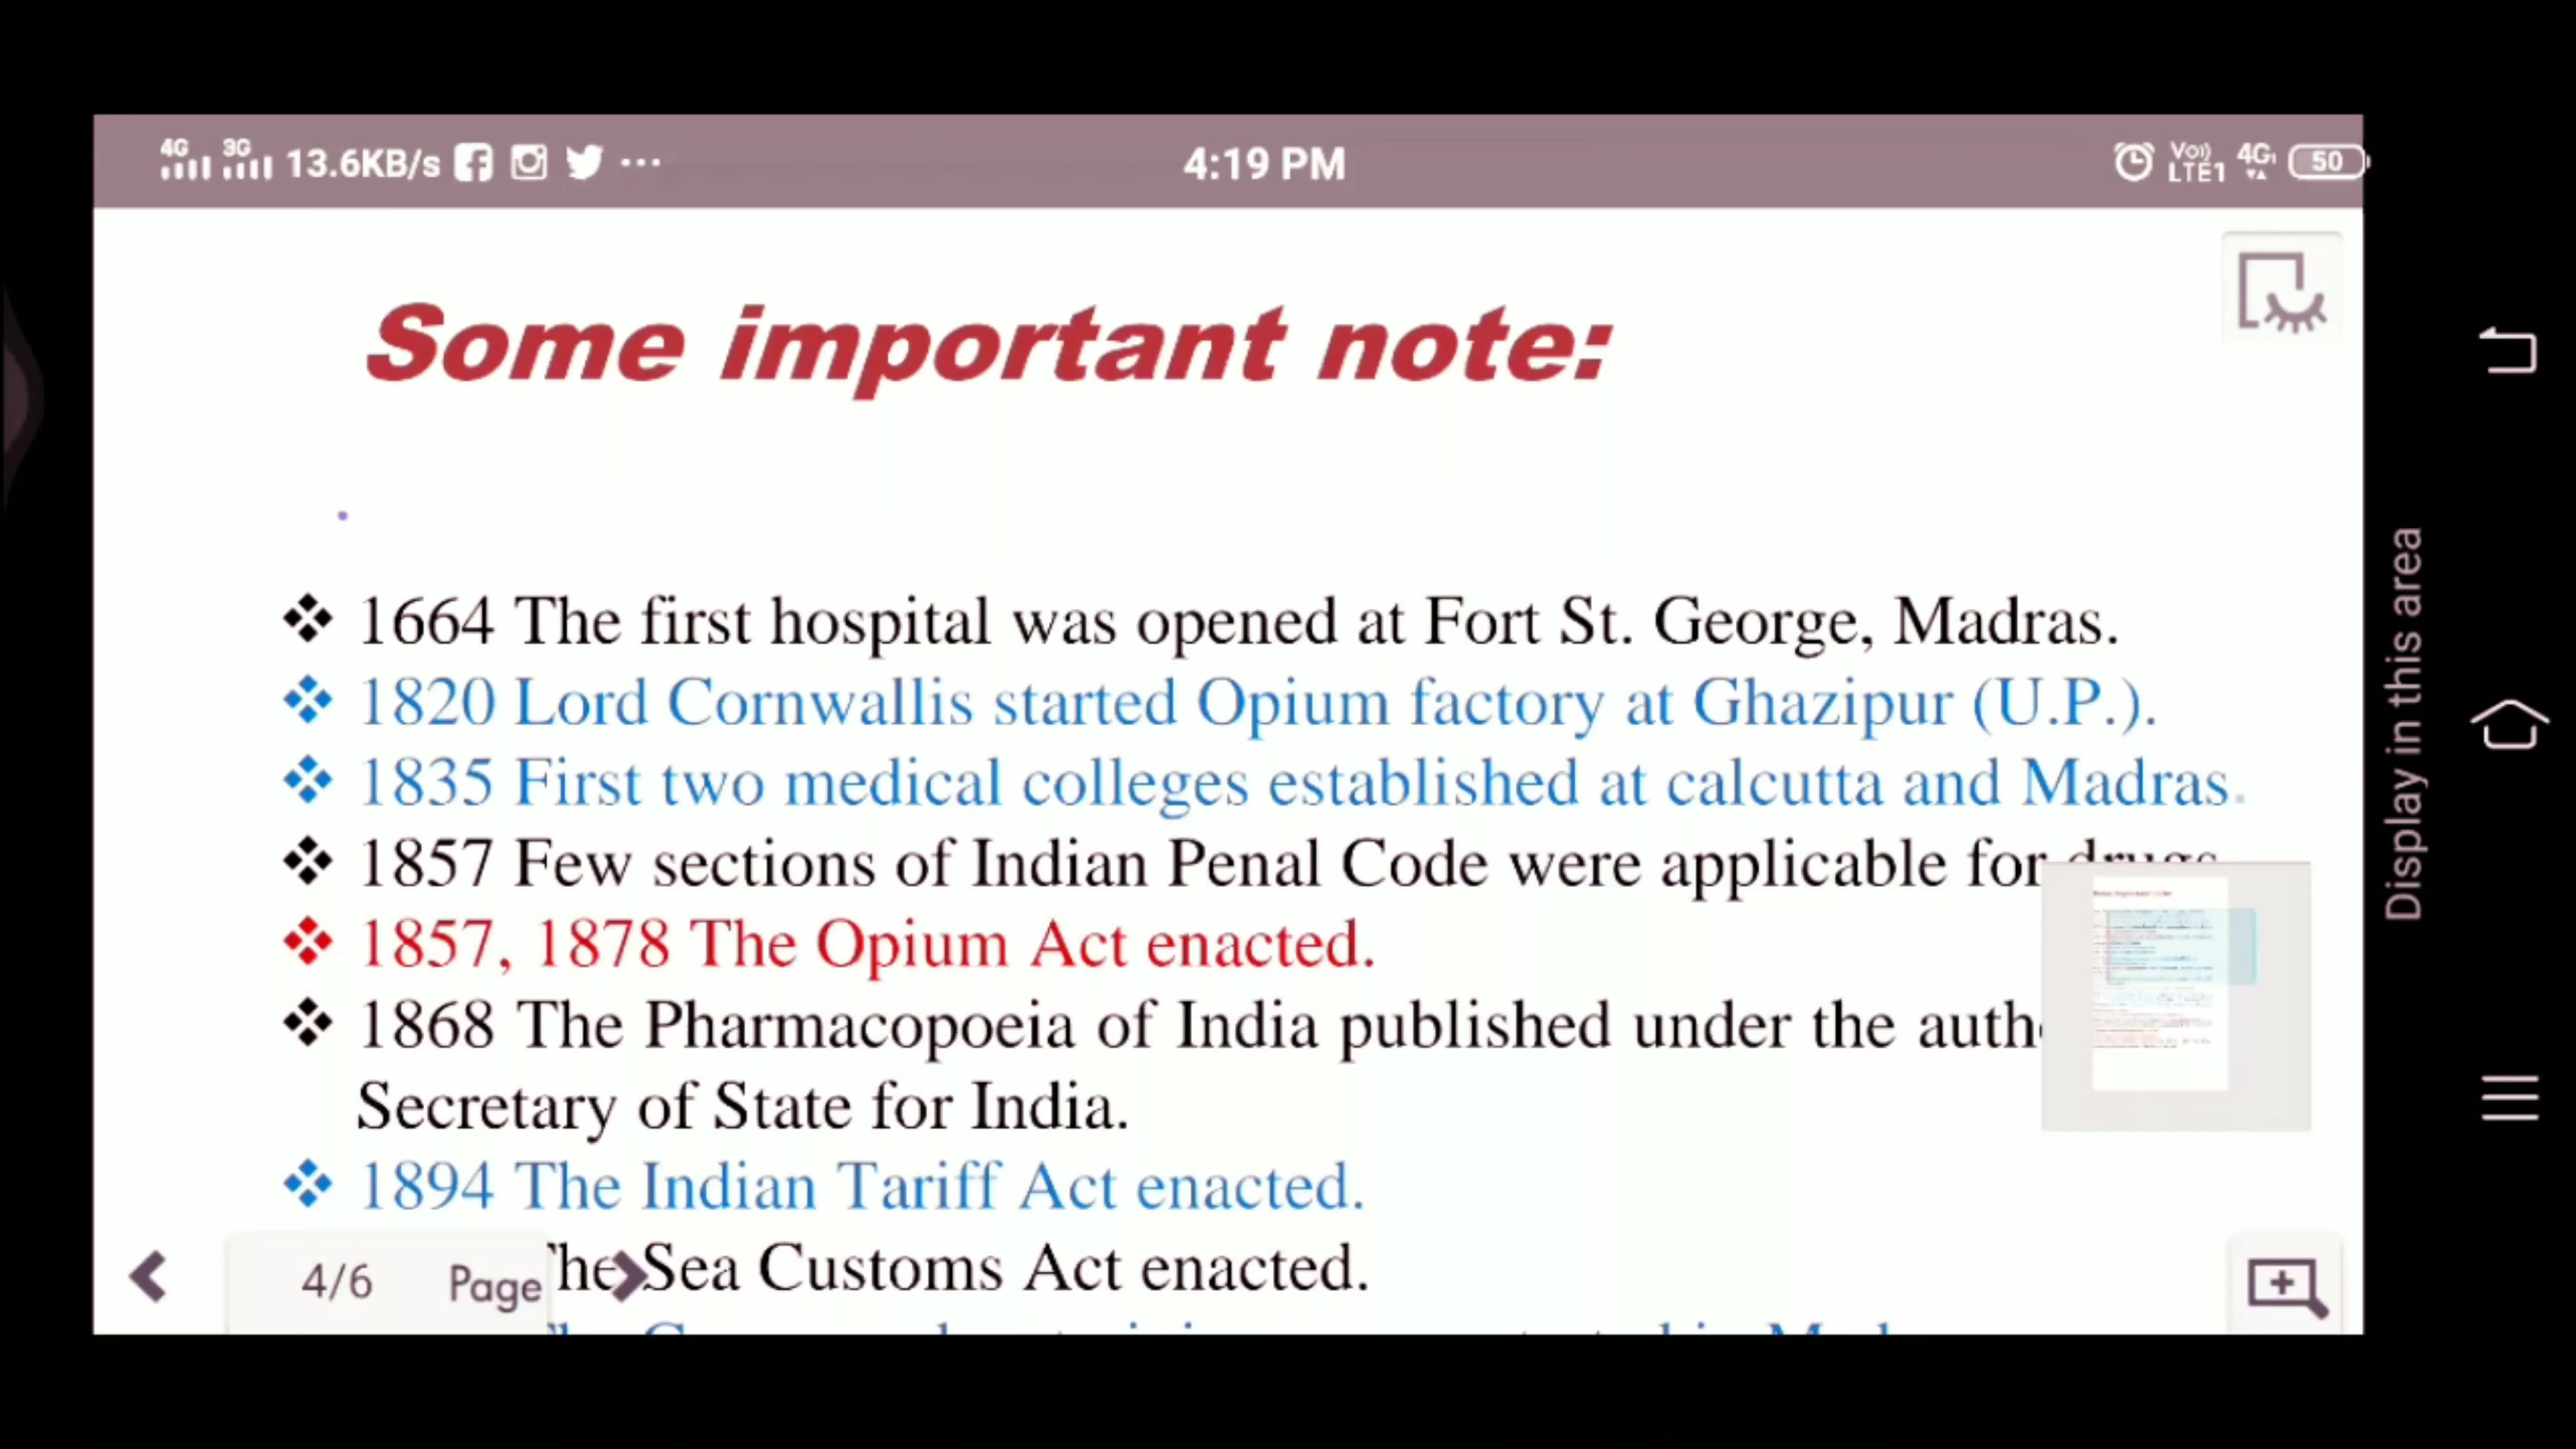 4G 3G 13.6KB/s ... 4:19 PM Vo)) LTE1 4G1 50
Some important note:
❖ 1664 The first hospital was opened at Fort St. George, Madras.
❖ 1820 Lord Cornwallis started Opium factory at Ghazipur (U.P.).
❖ 1835 First two medical colleges established at calcutta and Madras.
❖ 1857 Few sections of Indian Penal Code were applicable for drugs
❖ 1857, 1878 The Opium Act enacted.
❖ 1868 The Pharmacopoeia of India published under the
Secretary of State for India.
❖ 1894 The Indian Tariff Act enacted.
Sea Customs Act enacted.
4/6 Page
Display in this area